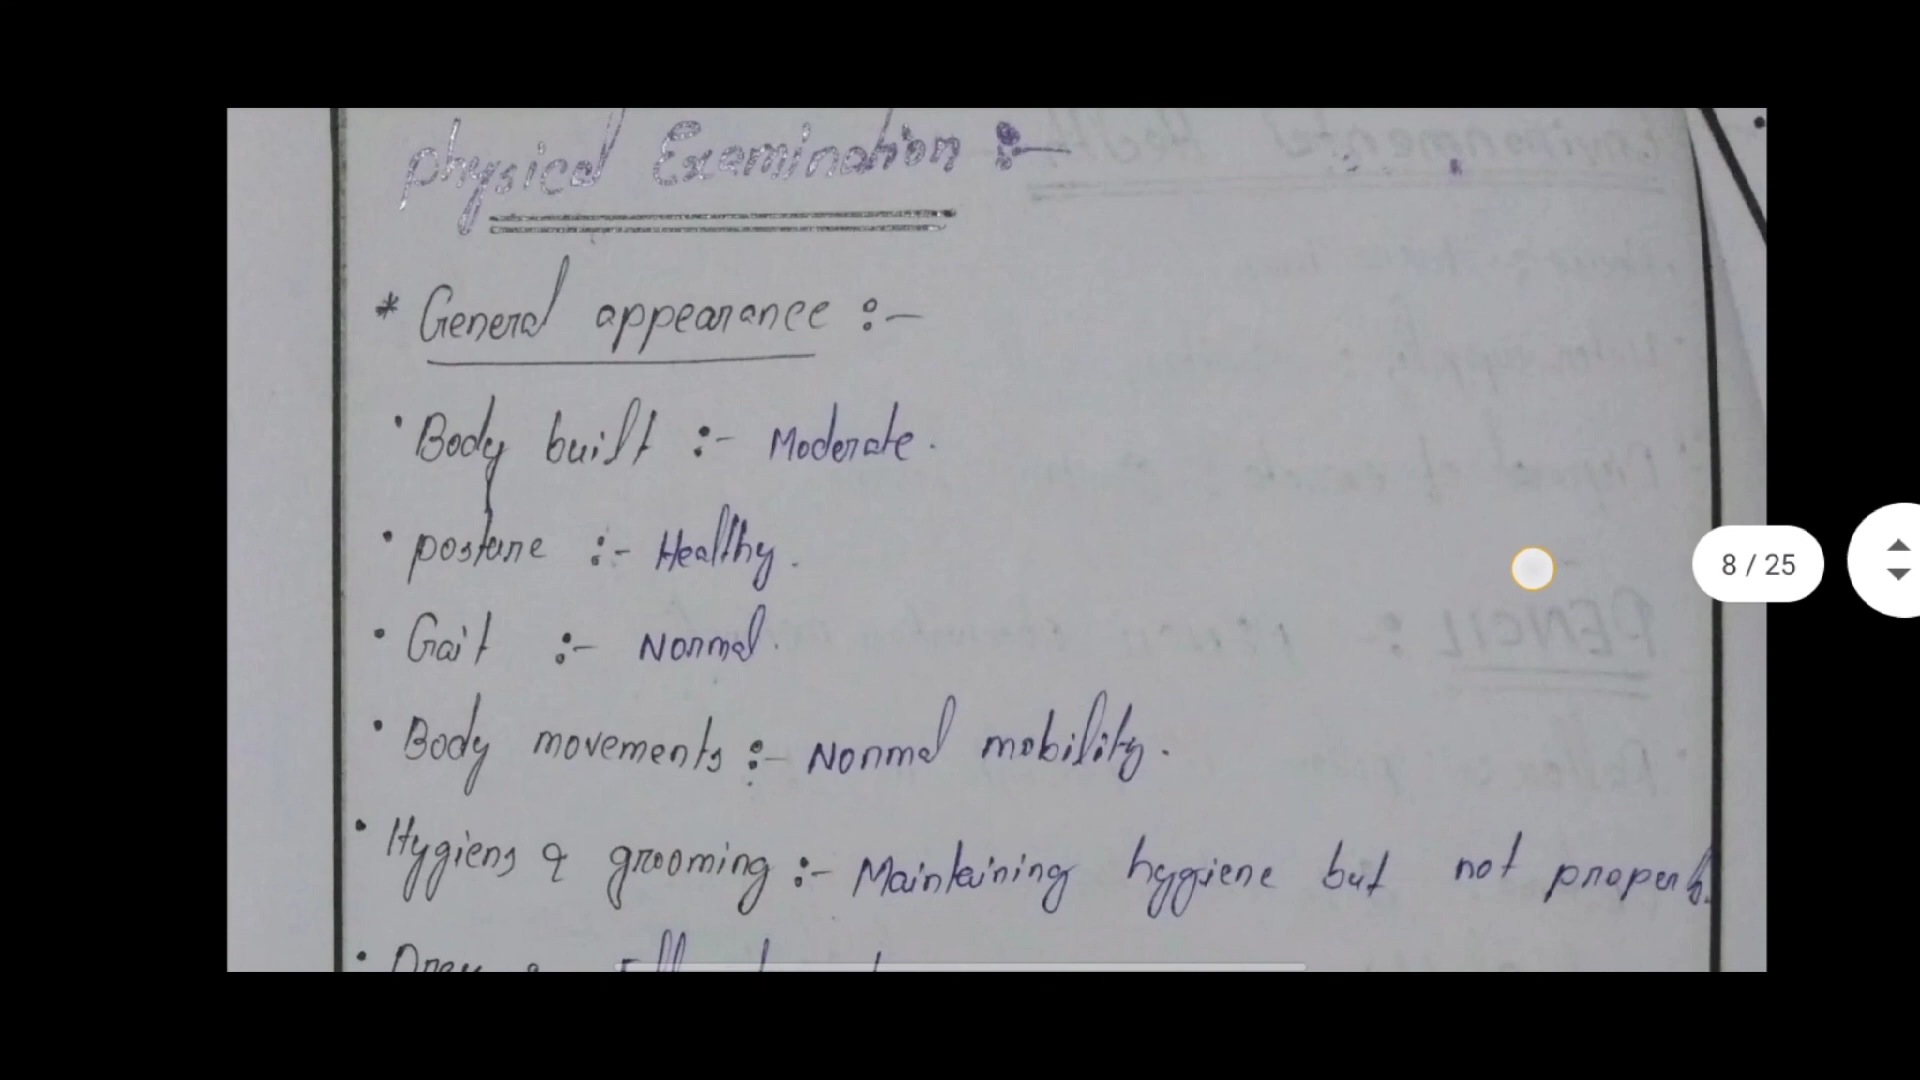 Physical Examination :-
* General appearance :-
• Body built :- Moderate.
• posture :- Healthy.
• Gait :- Normal.
• Body movements :- Normal mobility.
• Hygiens & grooming :- Maintaining hygiene but not properly.
8 / 25
PENCIL :-